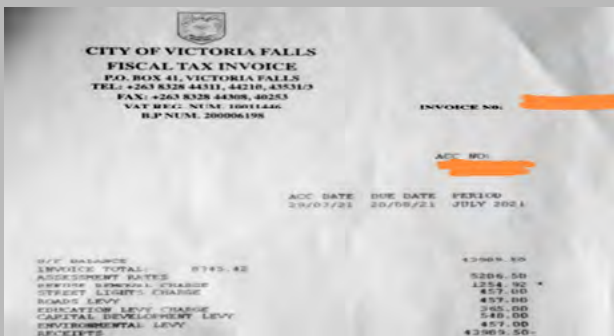 CITY OF VICTORIA FALLS
FISCAL TAX INVOICE
P.O. BOX 41, VICTORIA FALLS
TEL: +263 8328 44311, 44210, 43531/3
FAX: +263 8328 44308, 40253
VAT REG. NUM. 10011446
B.P NUM. 200006198
INVOICE No:
ACC NO:
ACC DATE DUE DATE PERIOD
29/07/21 20/08/21 JULY 2021
B/F BALANCE 43909.50
INVOICE TOTAL: 8745.42
ASSESSMENT RATES 5206.50
REFUSE REMOVAL CHARGE 1254.92 *
STREET LIGHTS CHARGE 457.00
ROADS LEVY 457.00
EDUCATION LEVY CHARGE 365.00
CAPITAL DEVELOPMENT LEVY 548.00
ENVIRONMENTAL LEVY 457.00
RECEIPTS 43909.50